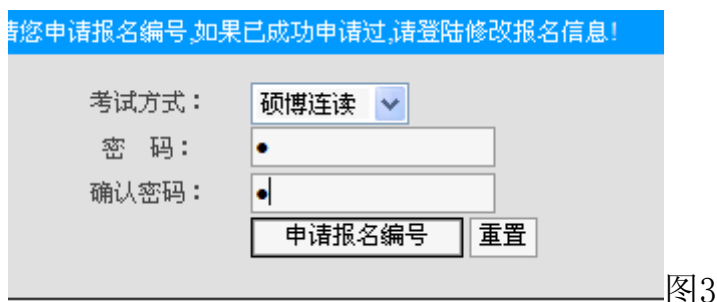 请您申请报名编号,如果已成功申请过,请登陆修改报名信息!
考试方式： 硕博连读
密 码： ●
确认密码： ●
申请报名编号 重置
图3